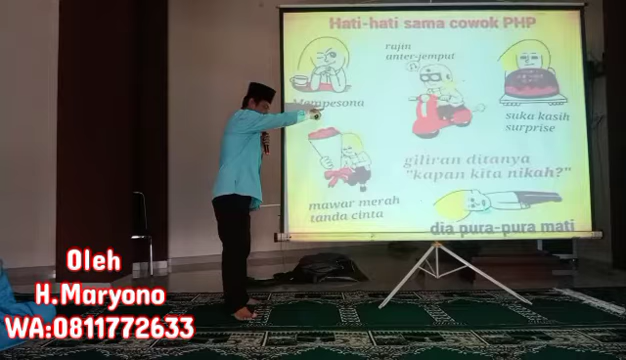 Hati-hati sama cowok PHP
rajin
anter-jemput
Mempesona
suka kasih
surprise
giliran ditanya
"kapan kita nikah?"
mawar merah
tanda cinta
dia pura-pura mati
Oleh
H.Maryono
WA:0811772633